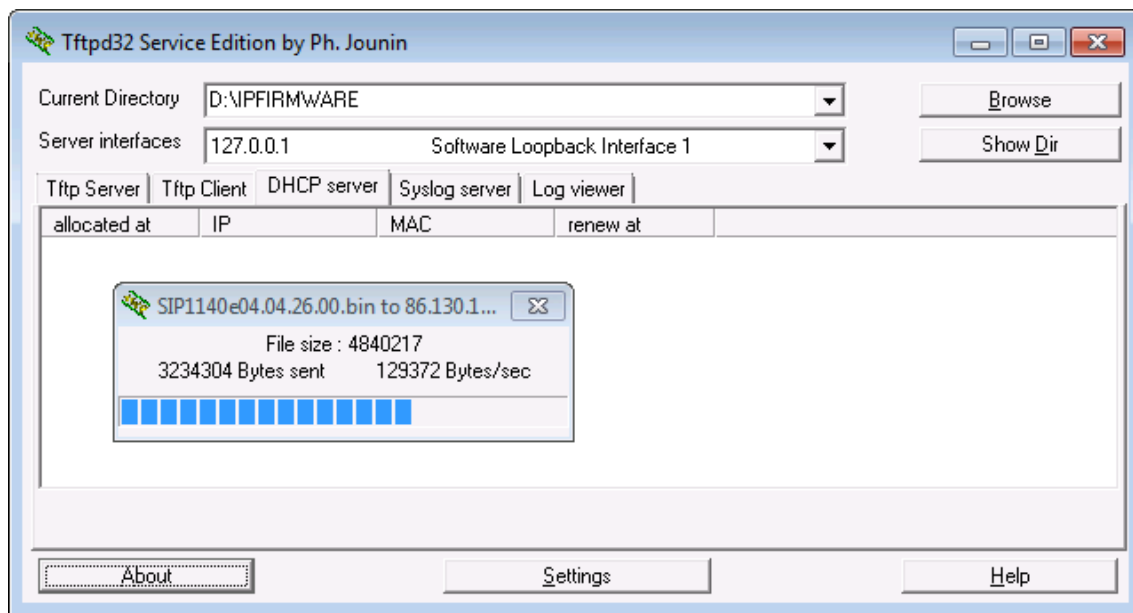 Tftpd32 Service Edition by Ph. Jounin
Current Directory D:\IPFIRMWARE Browse
Server interfaces 127.0.0.1 Software Loopback Interface 1 Show Dir
Tftp Server Tftp Client DHCP server Syslog server Log viewer
allocated at IP MAC renew at
SIP1140e04.04.26.00.bin to 86.130.1...
File size : 4840217
3234304 Bytes sent 129372 Bytes/sec
About Settings Help